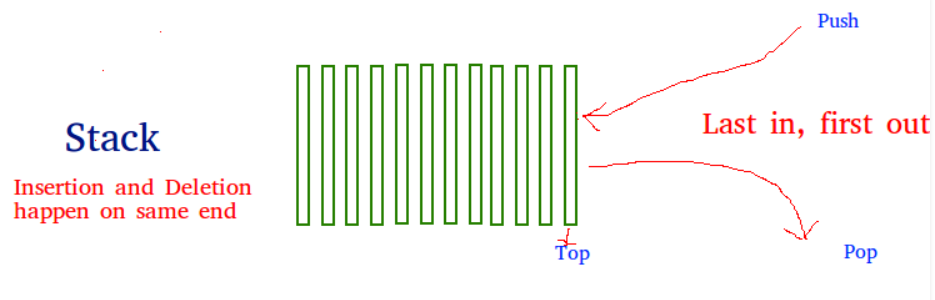 Push
Last in, first out
Stack
Insertion and Deletion
happen on same end
Top
Pop